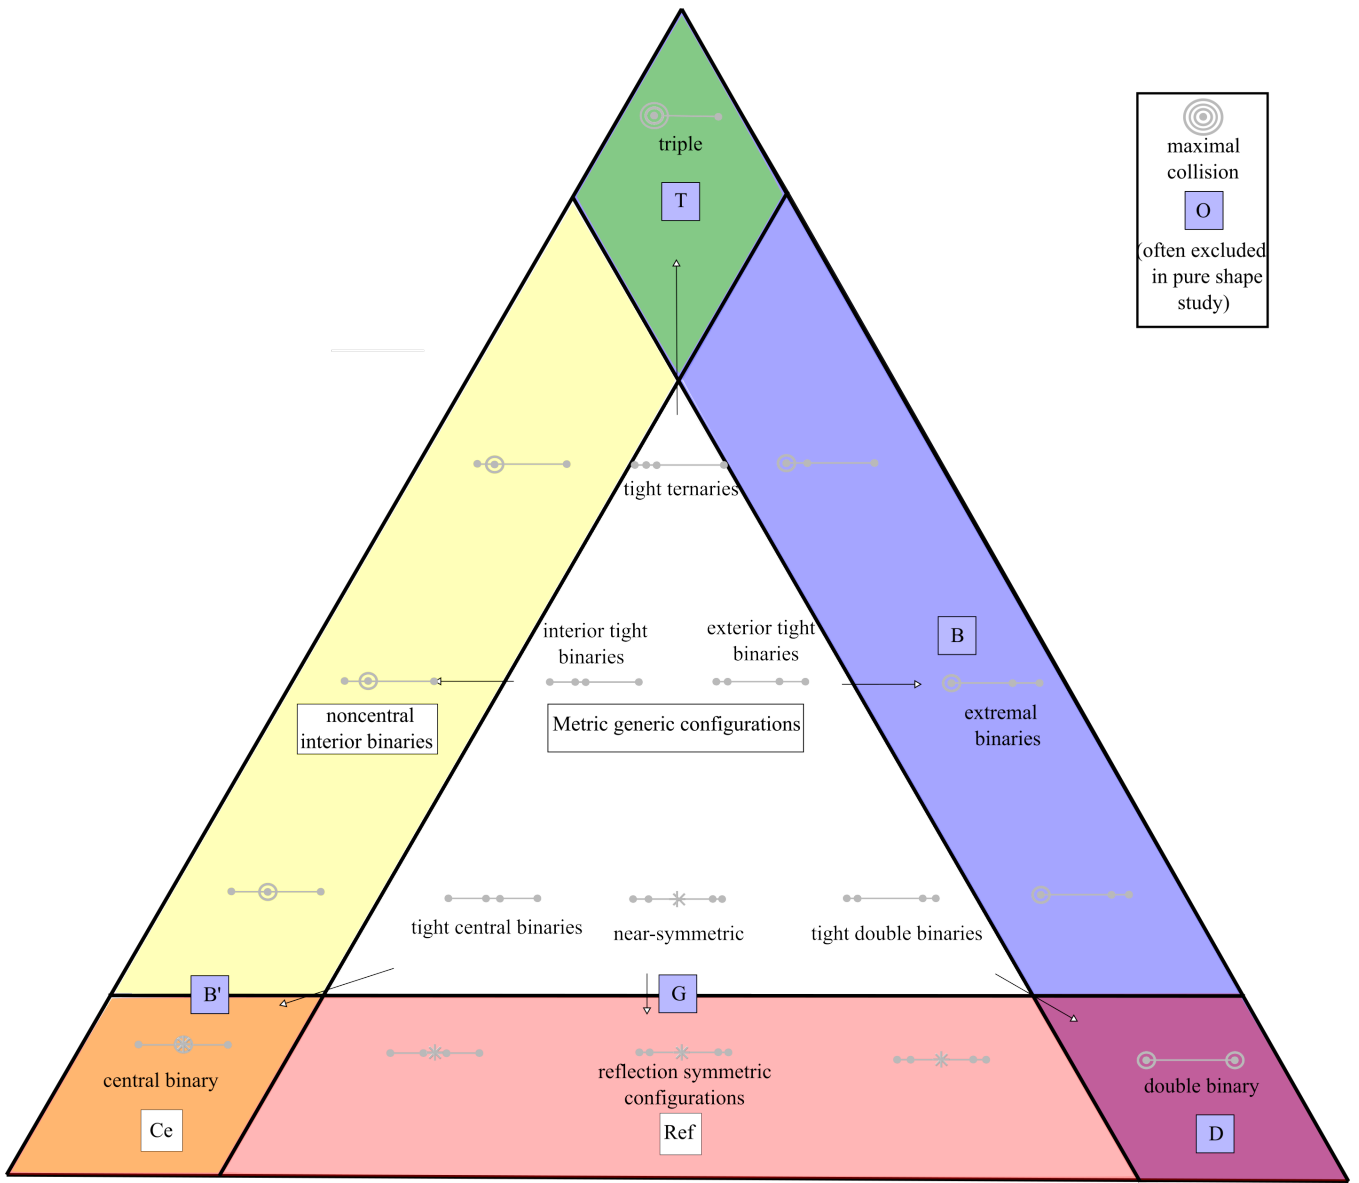 triple
T
maximal
collision
O
(often excluded
in pure shape
study)
tight ternaries
interior tight
binaries
exterior tight
binaries
B
noncentral
interior binaries
Metric generic configurations
extremal
binaries
tight central binaries
near-symmetric
tight double binaries
B'
G
central binary
Ce
reflection symmetric
configurations
Ref
double binary
D